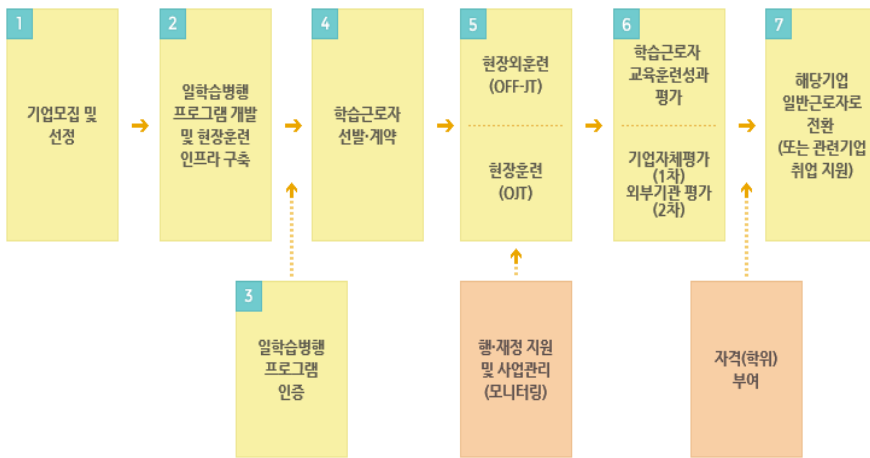 1
기업모집 및
선정
2
일학습병행
프로그램 개발
및 현장훈련
인프라 구축
3
일학습병행
프로그램
인증
4
학습근로자
선발·계약
5
현장외훈련
(OFF-JT)
현장훈련
(OJT)
행·재정 지원
및 사업관리
(모니터링)
6
학습근로자
교육훈련성과
평가
기업자체평가
(1차)
외부기관 평가
(2차)
자격(학위)
부여
7
해당기업
일반근로자로
전환
(또는 관련기업
취업 지원)